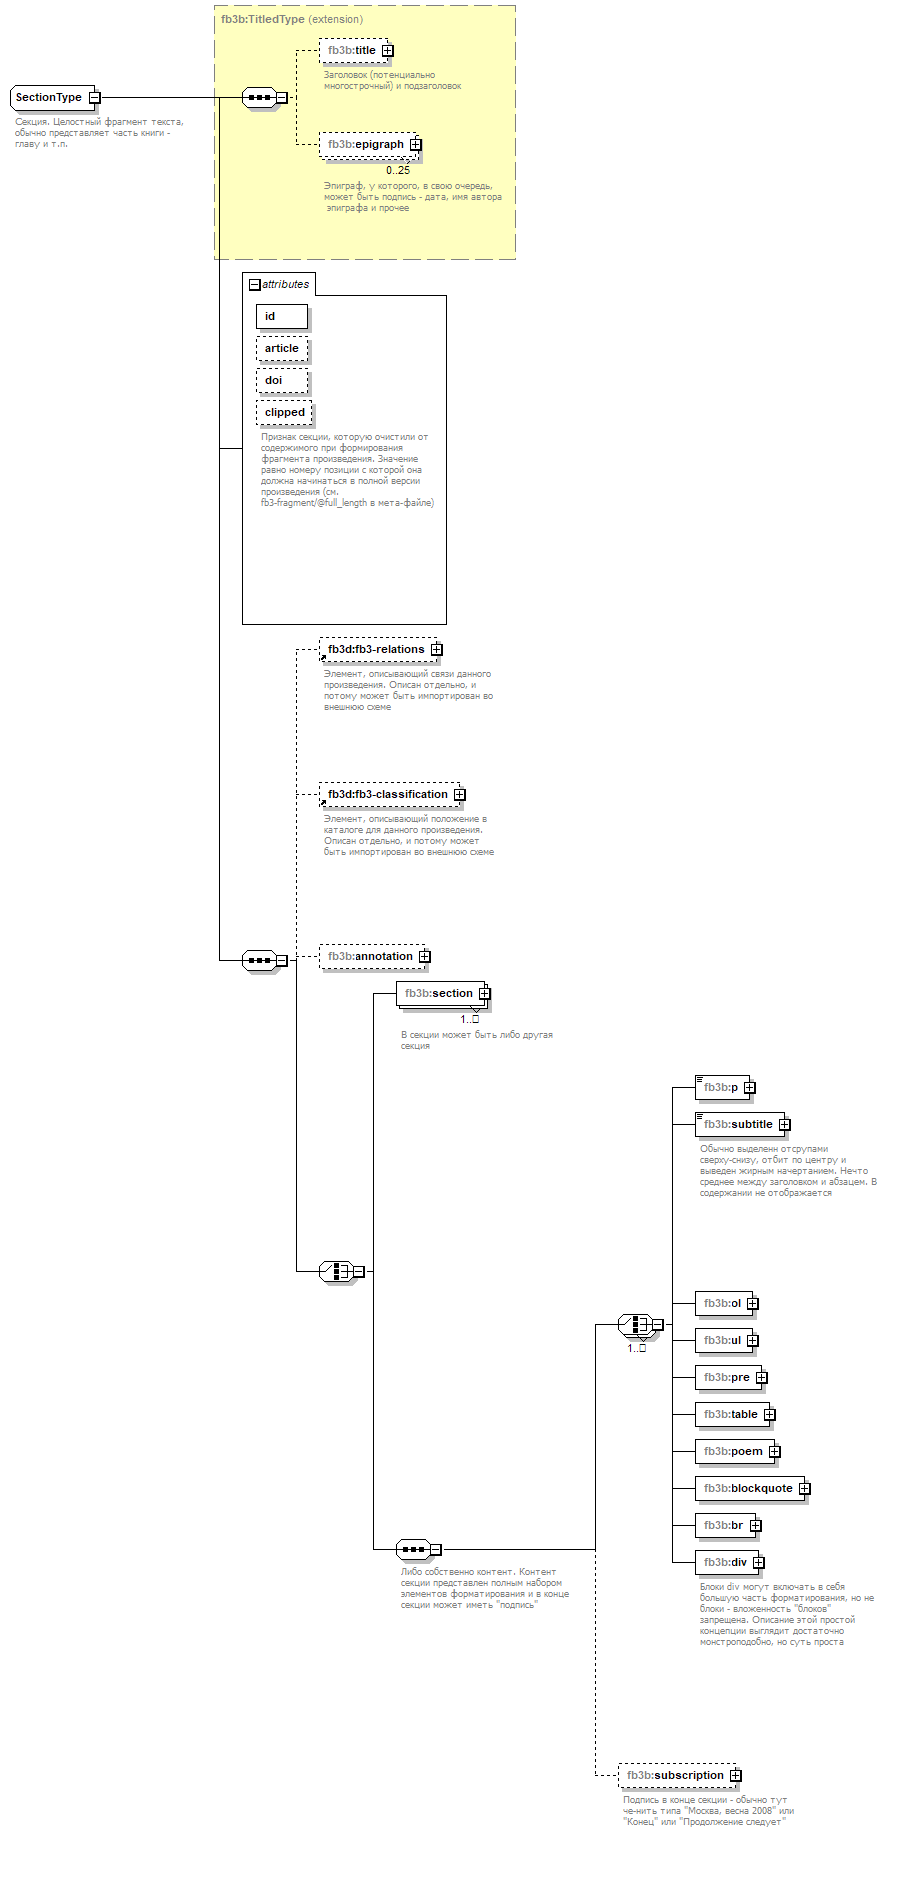 fb3b:TitledType (extension)
fb3b:title
Заголовок (потенциально
многострочный) и подзаголовок
SectionType
Секция. Целостный фрагмент текста,
обычно представляет часть книги -
главу и т.п.
fb3b:epigraph
0..25
Эпиграф, у которого, в свою очередь,
может быть подпись - дата, имя автора
эпиграфа и прочее
attributes
id
article
doi
clipped
Признак секции, которую очистили от
содержимого при формировании
фрагмента произведения. Значение
равно номеру позиции с которой она
должна начинаться в полной версии
произведения (см.
fb3-fragment/@full_length в мета-файле)
fb3d:fb3-relations
Элемент, описывающий связи данного
произведения. Описан отдельно, и
потому может быть импортирован во
внешнюю схеме
fb3d:fb3-classification
Элемент, описывающий положение в
каталоге для данного произведения.
Описан отдельно, и потому может
быть импортирован во внешнюю схеме
fb3b:annotation
fb3b:section
1..
В секции может быть либо другая
секция
fb3b:p
fb3b:subtitle
Обычно выделенн отсрупами
сверху-снизу, отбит по центру и
выведен жирным начертанием. Нечто
среднее между заголовком и абзацем. В
содержании не отображается
fb3b:ol
1..
fb3b:ul
fb3b:pre
fb3b:table
fb3b:poem
fb3b:blockquote
fb3b:br
fb3b:div
Блоки div могут включать в себя
большую часть форматирования, но не
блоки - вложенность "блоков"
запрещена. Описание этой простой
концепции выглядит достаточно
монстроподобно, но суть проста
Либо собственно контент. Контент
секции представлен полным набором
элементов форматирования и в конце
секции может иметь "подпись"
fb3b:subscription
Подпись в конце секции - обычно тут
че-нить типа "Москва, весна 2008" или
"Конец" или "Продолжение следует"